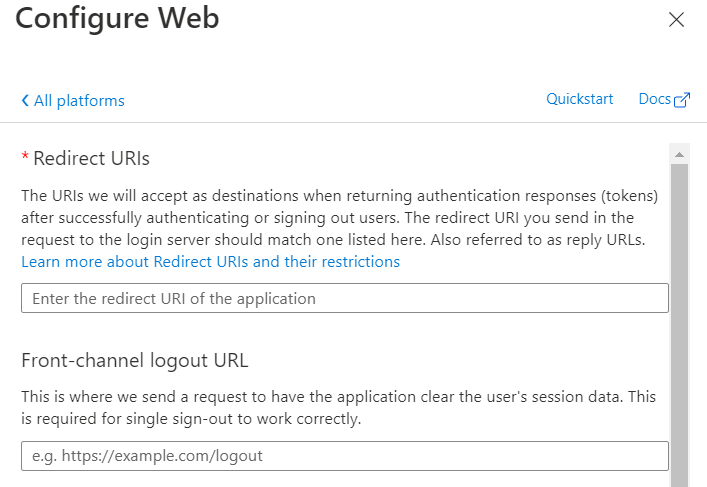 Configure Web
All platforms
Quickstart Docs
* Redirect URIs
The URIs we will accept as destinations when returning authentication responses (tokens)
after successfully authenticating or signing out users. The redirect URI you send in the
request to the login server should match one listed here. Also referred to as reply URLs.
Learn more about Redirect URIs and their restrictions
Enter the redirect URI of the application
Front-channel logout URL
This is where we send a request to have the application clear the user's session data. This
is required for single sign-out to work correctly.
e.g. https://example.com/logout